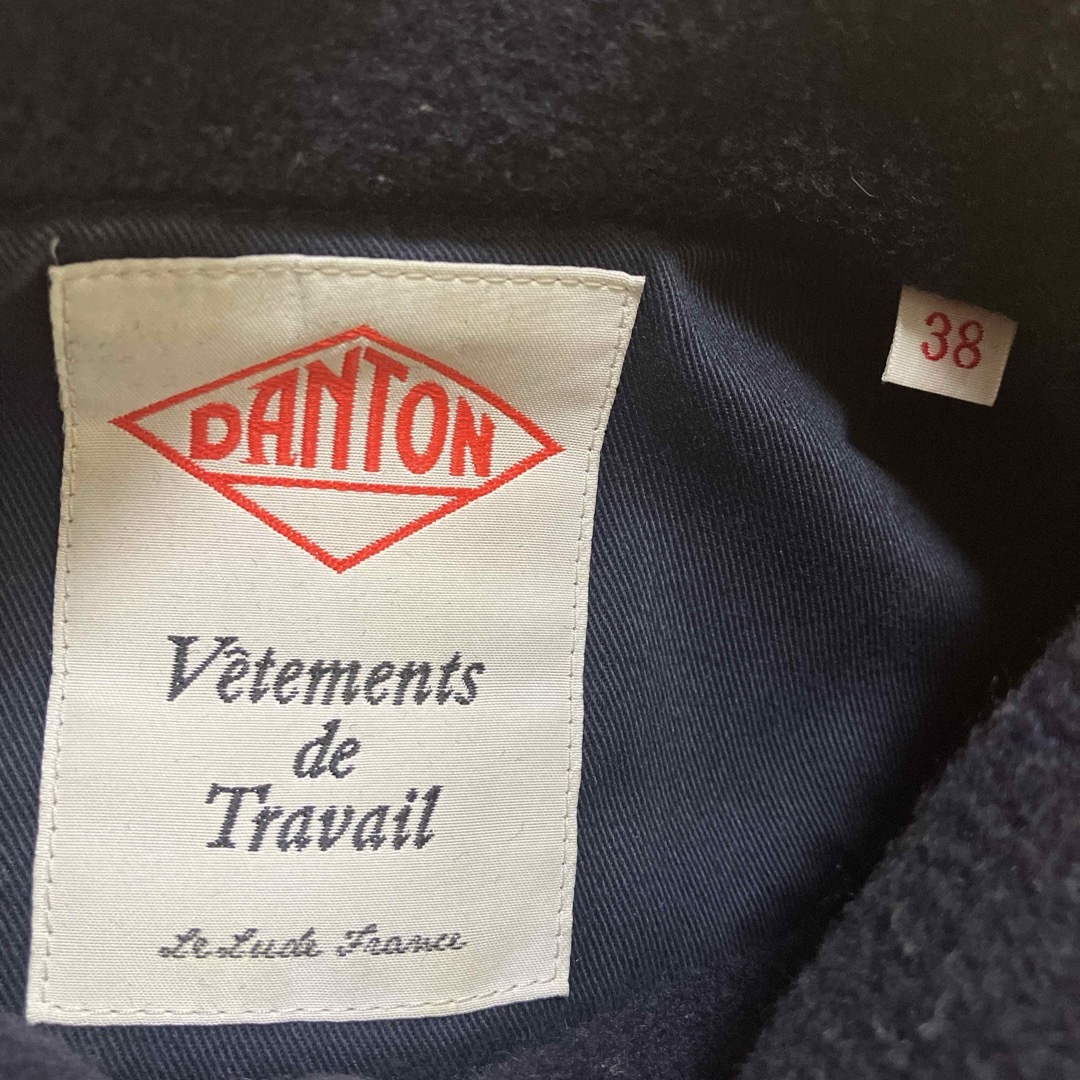 DANTON
38
Vêtements
de
Travail
Le Lude France